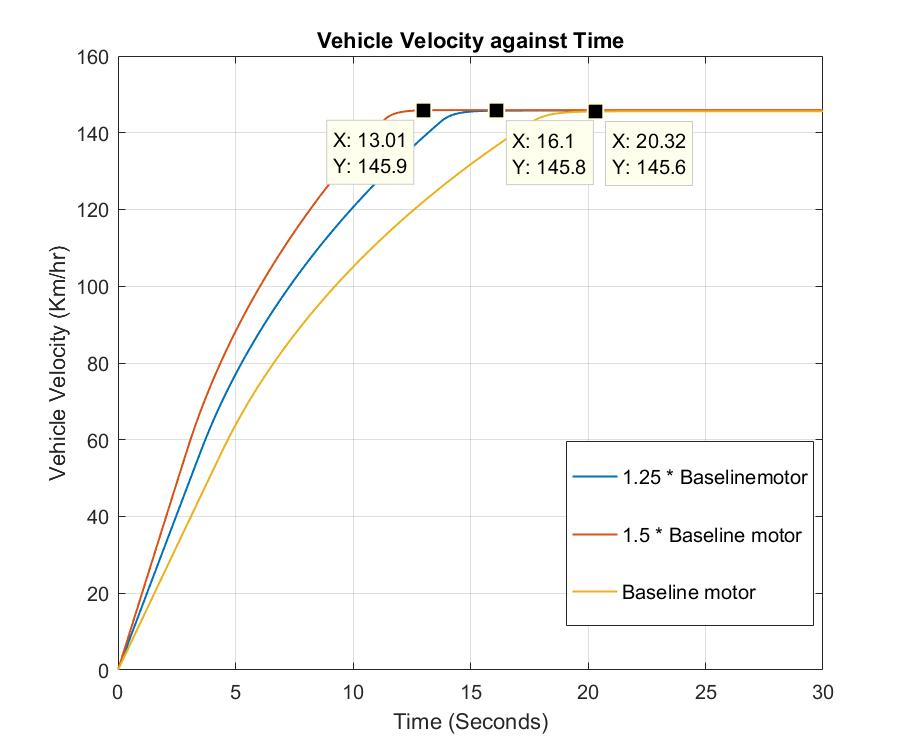 Vehicle Velocity against Time
160
140
120
100
80
60
40
20
0
Vehicle Velocity (Km/hr)
X: 13.01
Y: 145.9
X: 16.1
Y: 145.8
X: 20.32
Y: 145.6
1.25 * Baselinemotor
1.5 * Baseline motor
Baseline motor
0 5 10 15 20 25 30
Time (Seconds)